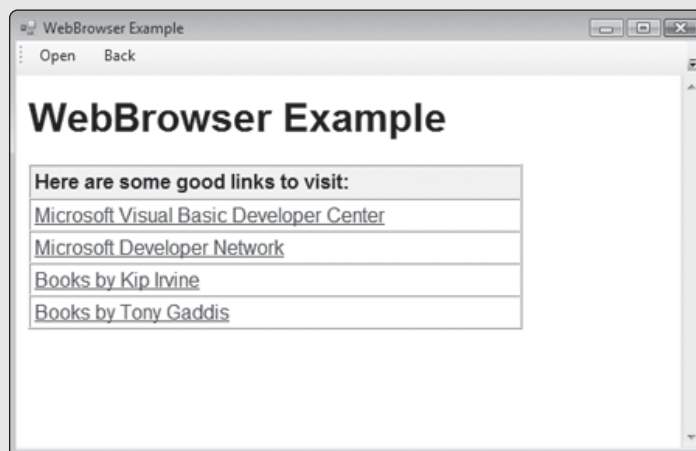 WebBrowser Example
Open Back
WebBrowser Example
Here are some good links to visit:
Microsoft Visual Basic Developer Center
Microsoft Developer Network
Books by Kip Irvine
Books by Tony Gaddis